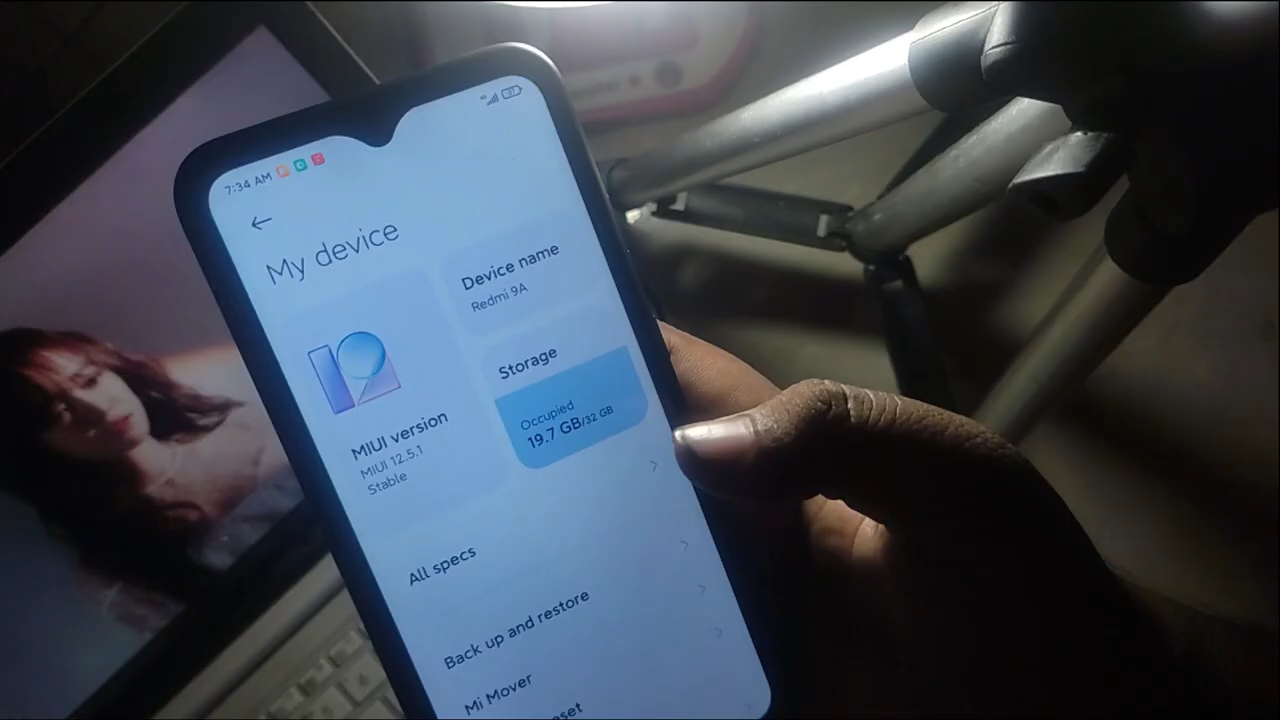 7:34 AM
37
My device
Device name
Redmi 9A
Storage
Occupied
19.7 GB/32 GB
MIUI version
MIUI 12.5.1
Stable
All specs
Back up and restore
Mi Mover